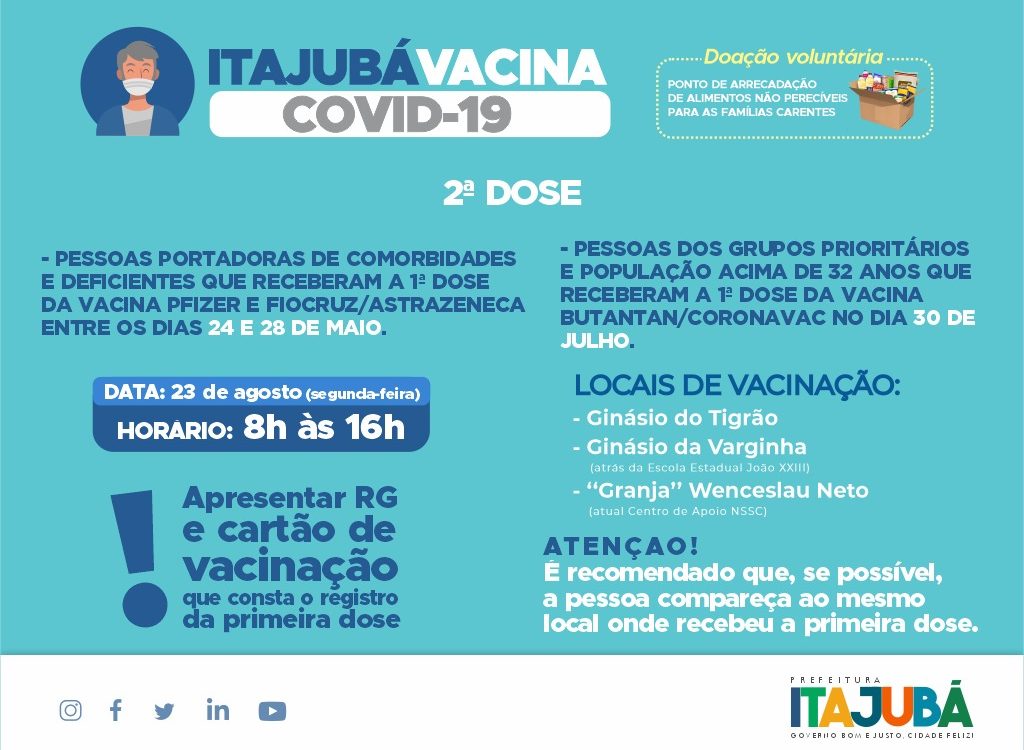 ITAJUBÁVACINA
COVID-19
Doação voluntária
PONTO DE ARRECADAÇÃO
DE ALIMENTOS NÃO PERECÍVEIS
PARA AS FAMÍLIAS CARENTES
2ª DOSE
- PESSOAS PORTADORAS DE COMORBIDADES
E DEFICIENTES QUE RECEBERAM A 1ª DOSE
DA VACINA PFIZER E FIOCRUZ/ASTRAZENECA
ENTRE OS DIAS 24 E 28 DE MAIO.
- PESSOAS DOS GRUPOS PRIORITÁRIOS
E POPULAÇÃO ACIMA DE 32 ANOS QUE
RECEBERAM A 1ª DOSE DA VACINA
BUTANTAN/CORONAVAC NO DIA 30 DE
JULHO.
DATA: 23 de agosto (segunda-feira)
HORÁRIO: 8h às 16h
LOCAIS DE VACINAÇÃO:
- Ginásio do Tigrão
- Ginásio da Varginha
(atrás da Escola Estadual João XXIII)
- “Granja” Wenceslau Neto
(atual Centro de Apoio NSSC)
! Apresentar RG
e cartão de
vacinação
que consta o registro
da primeira dose
ATENÇAO!
É recomendado que, se possível,
a pessoa compareça ao mesmo
local onde recebeu a primeira dose.
PREFEITURA
ITAJUBÁ
GOVERNO BOM E JUSTO, CIDADE FELIZ!